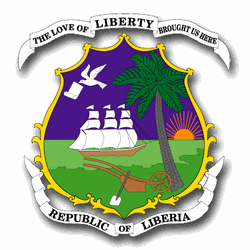 THE LOVE OF LIBERTY BROUGHT US HERE
REPUBLIC OF LIBERIA